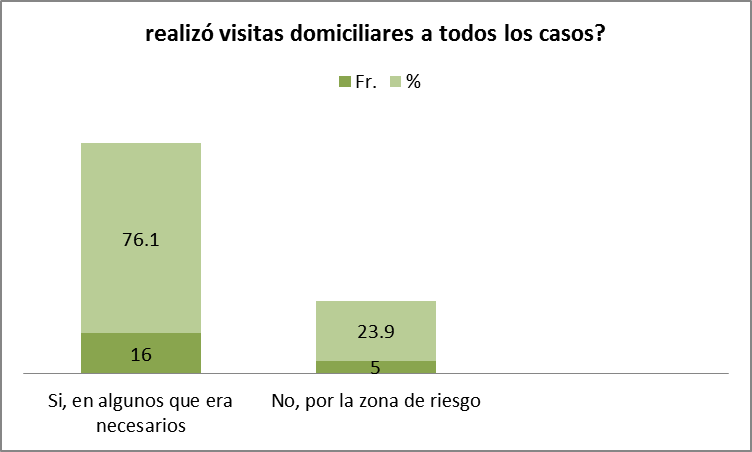 realizó visitas domiciliares a todos los casos?
Fr. %
76.1
16
23.9
5
Si, en algunos que era
necesarios
No, por la zona de riesgo